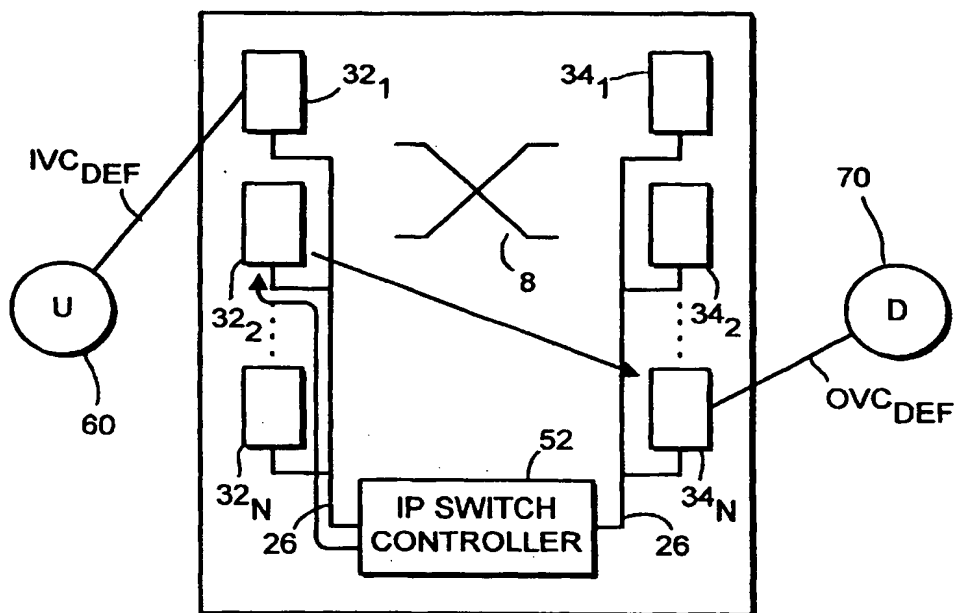 32₁
34₁
IVC_DEF
70
U
8
D
32₂
34₂
60
OVC_DEF
52
32_N
34_N
IP SWITCH
CONTROLLER
26
26